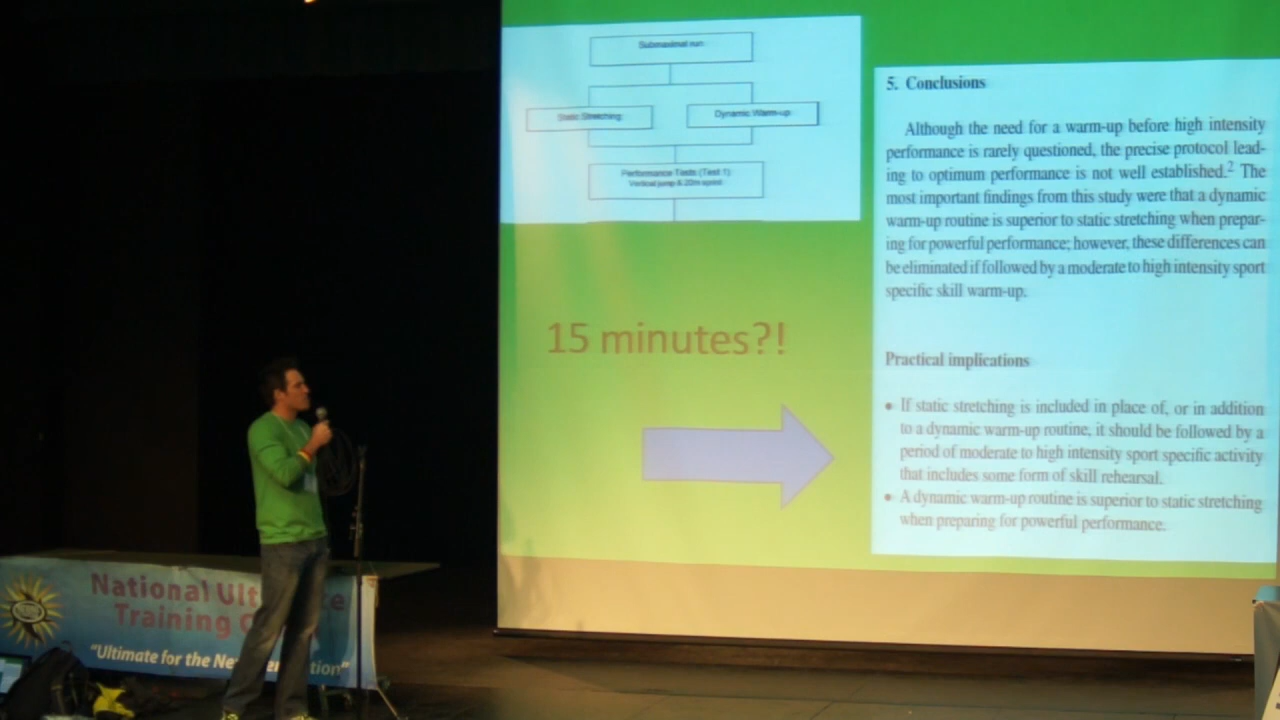 Submaximal run
Static Stretching
Dynamic Warm-up
Performance Tests (Test 1)
Vertical jump & 20m sprint
15 minutes?!
5. Conclusions
Although the need for a warm-up before high intensity
performance is rarely questioned, the precise protocol lead-
ing to optimum performance is not well established.2 The
most important findings from this study were that a dynamic
warm-up routine is superior to static stretching when prepar-
ing for powerful performance; however, these differences can
be eliminated if followed by a moderate to high intensity sport
specific skill warm-up.
Practical implications
• If static stretching is included in place of, or in addition
to a dynamic warm-up routine, it should be followed by a
period of moderate to high intensity sport specific activity
that includes some form of skill rehearsal.
• A dynamic warm-up routine is superior to static stretching
when preparing for powerful performance.
National Ult te
Training C
"Ultimate for the Ne tion"